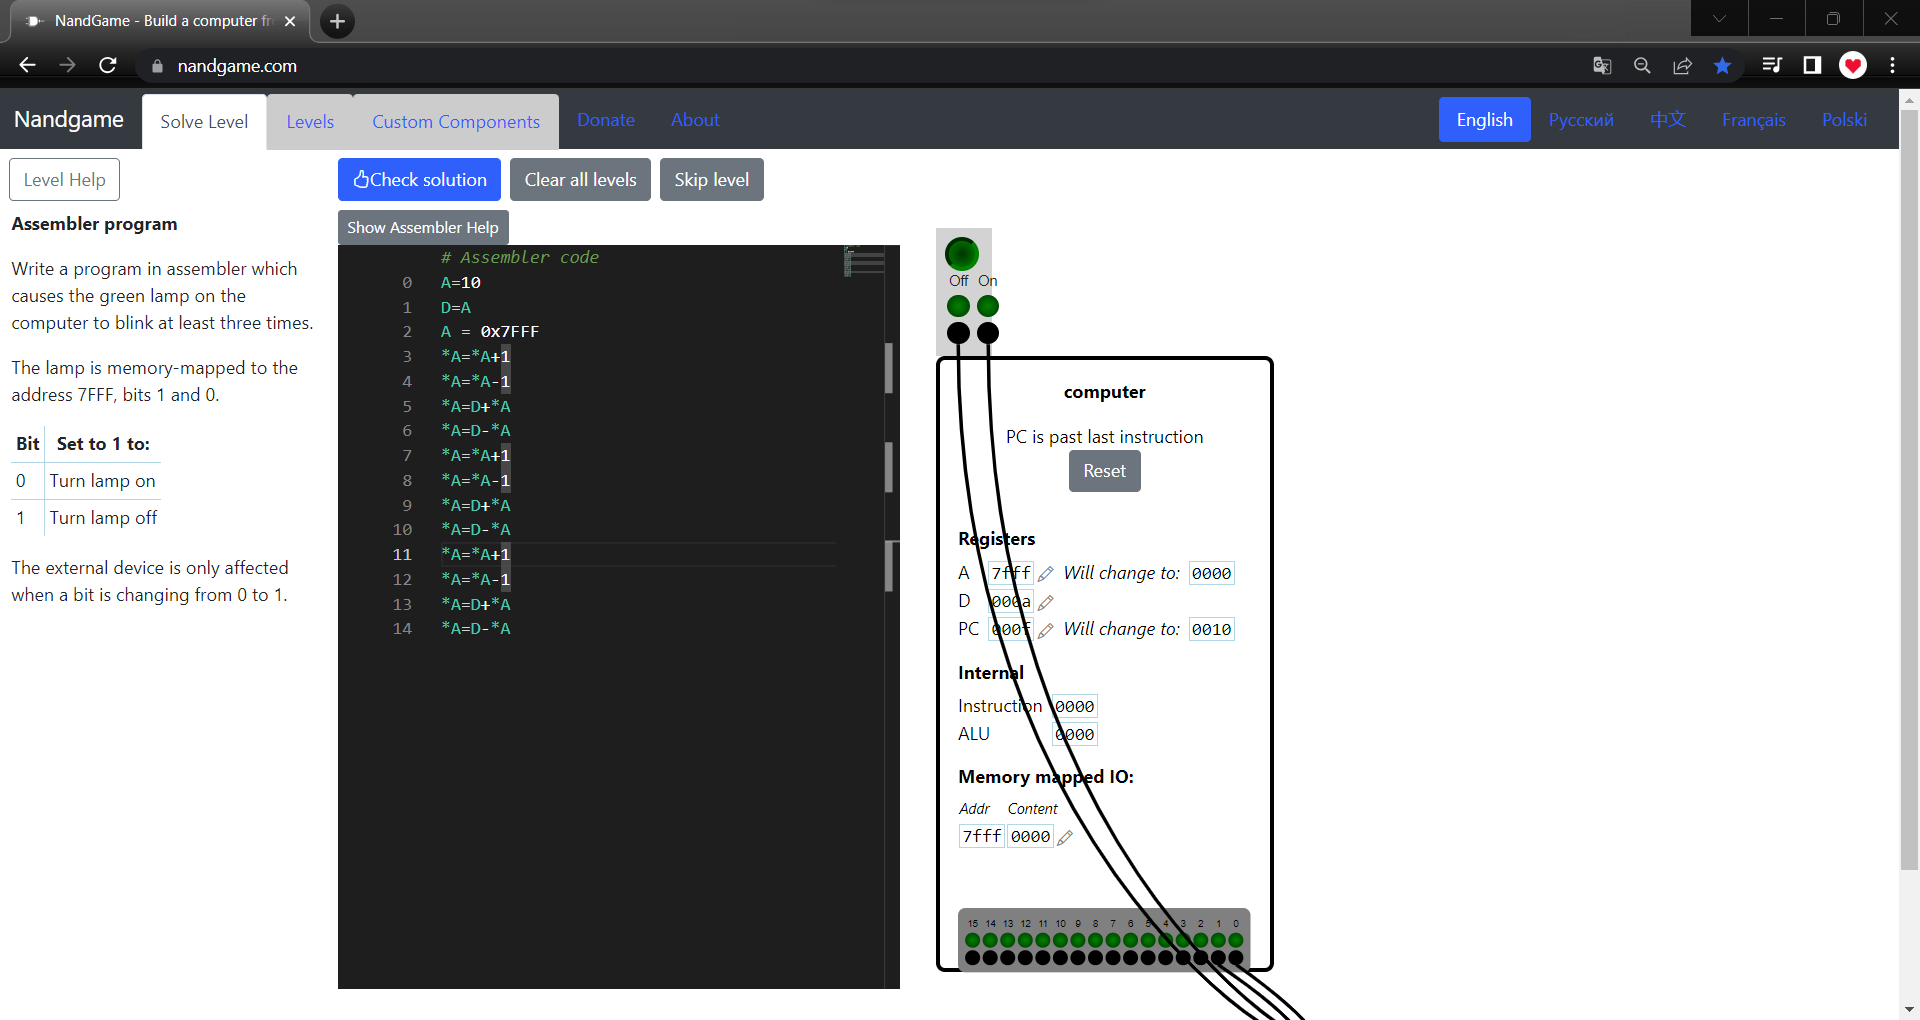 NandGame - Build a computer fr
nandgame.com
Nandgame
Solve Level
Levels
Custom Components
Donate
About
English
Русский
中文
Français
Polski
Level Help
Check solution
Clear all levels
Skip level
Assembler program
Write a program in assembler which
causes the green lamp on the
computer to blink at least three times.
The lamp is memory-mapped to the
address 7FFF, bits 1 and 0.
Bit Set to 1 to:
0 Turn lamp on
1 Turn lamp off
The external device is only affected
when a bit is changing from 0 to 1.
Show Assembler Help
# Assembler code
0 A=10
1 D=A
2 A = 0x7FFF
3 *A=*A+1
4 *A=*A-1
5 *A=D+*A
6 *A=D-*A
7 *A=*A+1
8 *A=*A-1
9 *A=D+*A
10 *A=D-*A
11 *A=*A+1
12 *A=*A-1
13 *A=D+*A
14 *A=D-*A
Off On
computer
PC is past last instruction
Reset
Registers
A 7fff Will change to: 0000
D 000a
PC 000f Will change to: 0010
Internal
Instruction 0000
ALU 0000
Memory mapped IO:
Addr Content
7fff 0000
15 14 13 12 11 10 9 8 7 6 5 4 3 2 1 0